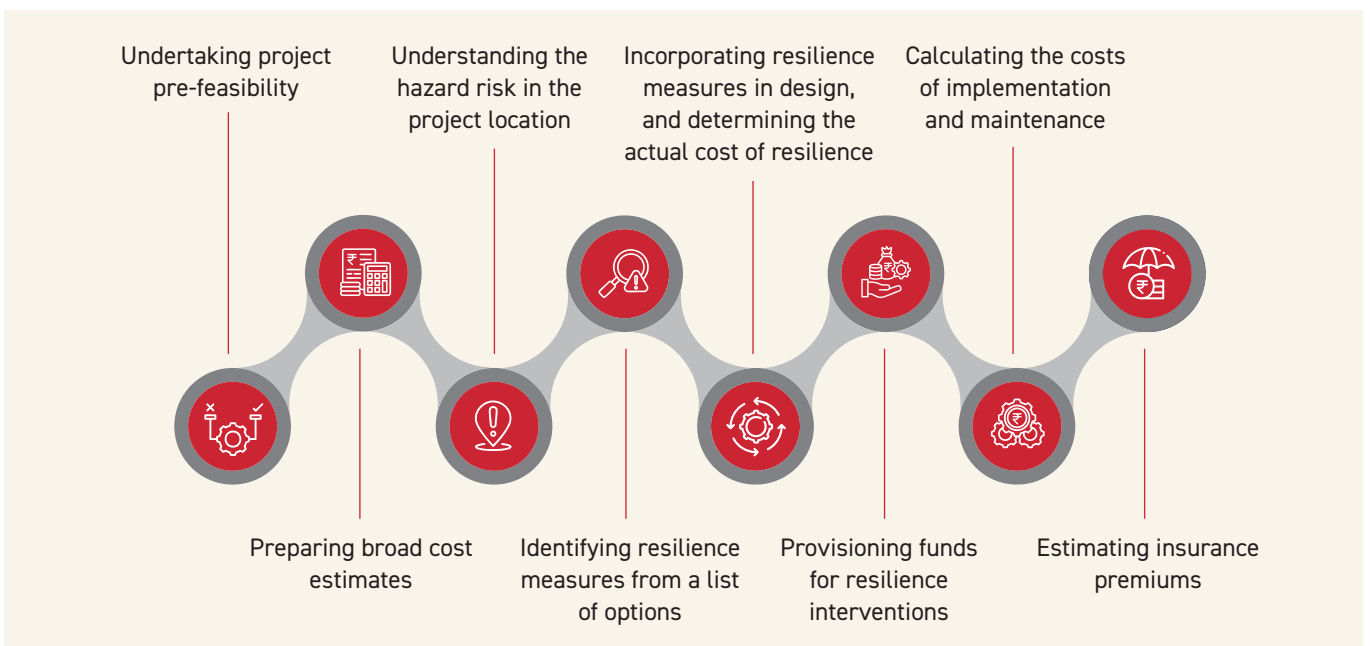 Undertaking project
pre-feasibility
Understanding the
hazard risk in the
project location
Incorporating resilience
measures in design,
and determining the
actual cost of resilience
Calculating the costs
of implementation
and maintenance
₹
₹
₹
₹
Preparing broad cost
estimates
Identifying resilience
measures from a list
of options
Provisioning funds
for resilience
interventions
Estimating insurance
premiums